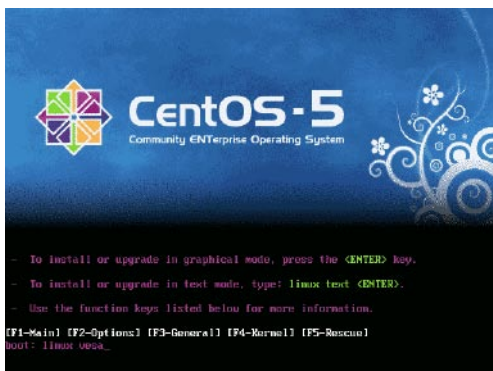 CentOS-5
Community ENTerprise Operating System
- To install or upgrade in graphical mode, press the <ENTER> key.
- To install or upgrade in text mode, type: linux text <ENTER>.
- Use the function keys listed below for more information.
[F1-Main] [F2-Options] [F3-General] [F4-Kernel] [F5-Rescue]
boot: linux vesa_